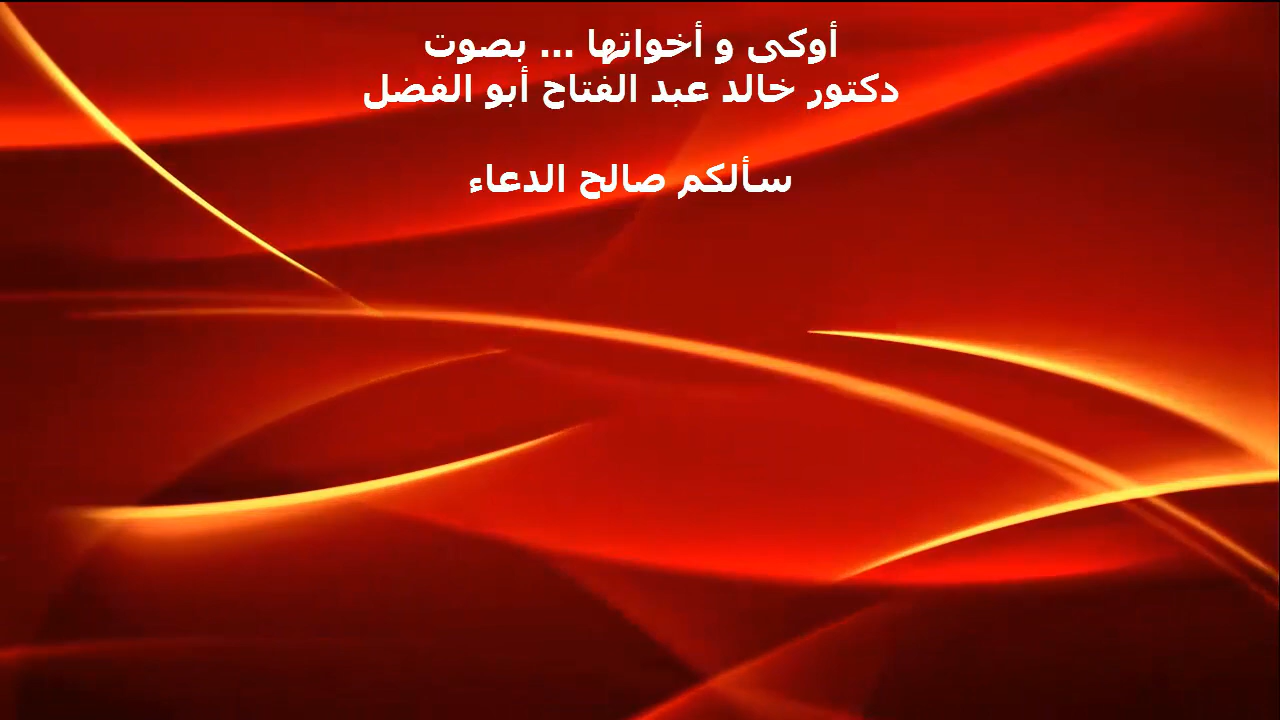 أوكى و أخواتها ... بصوت
دكتور خالد عبد الفتاح أبو الفضل
سألكم صالح الدعاء